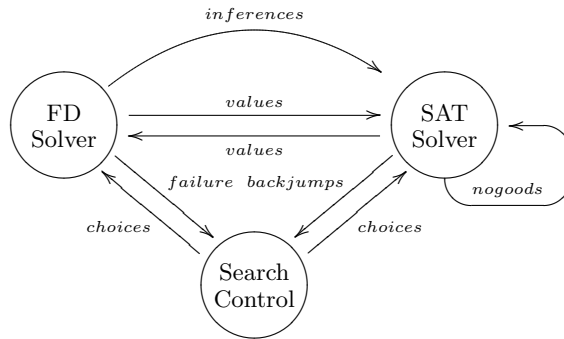 inferences
FD
Solver
values
values
SAT
Solver
failure backjumps
nogoods
choices
choices
Search
Control